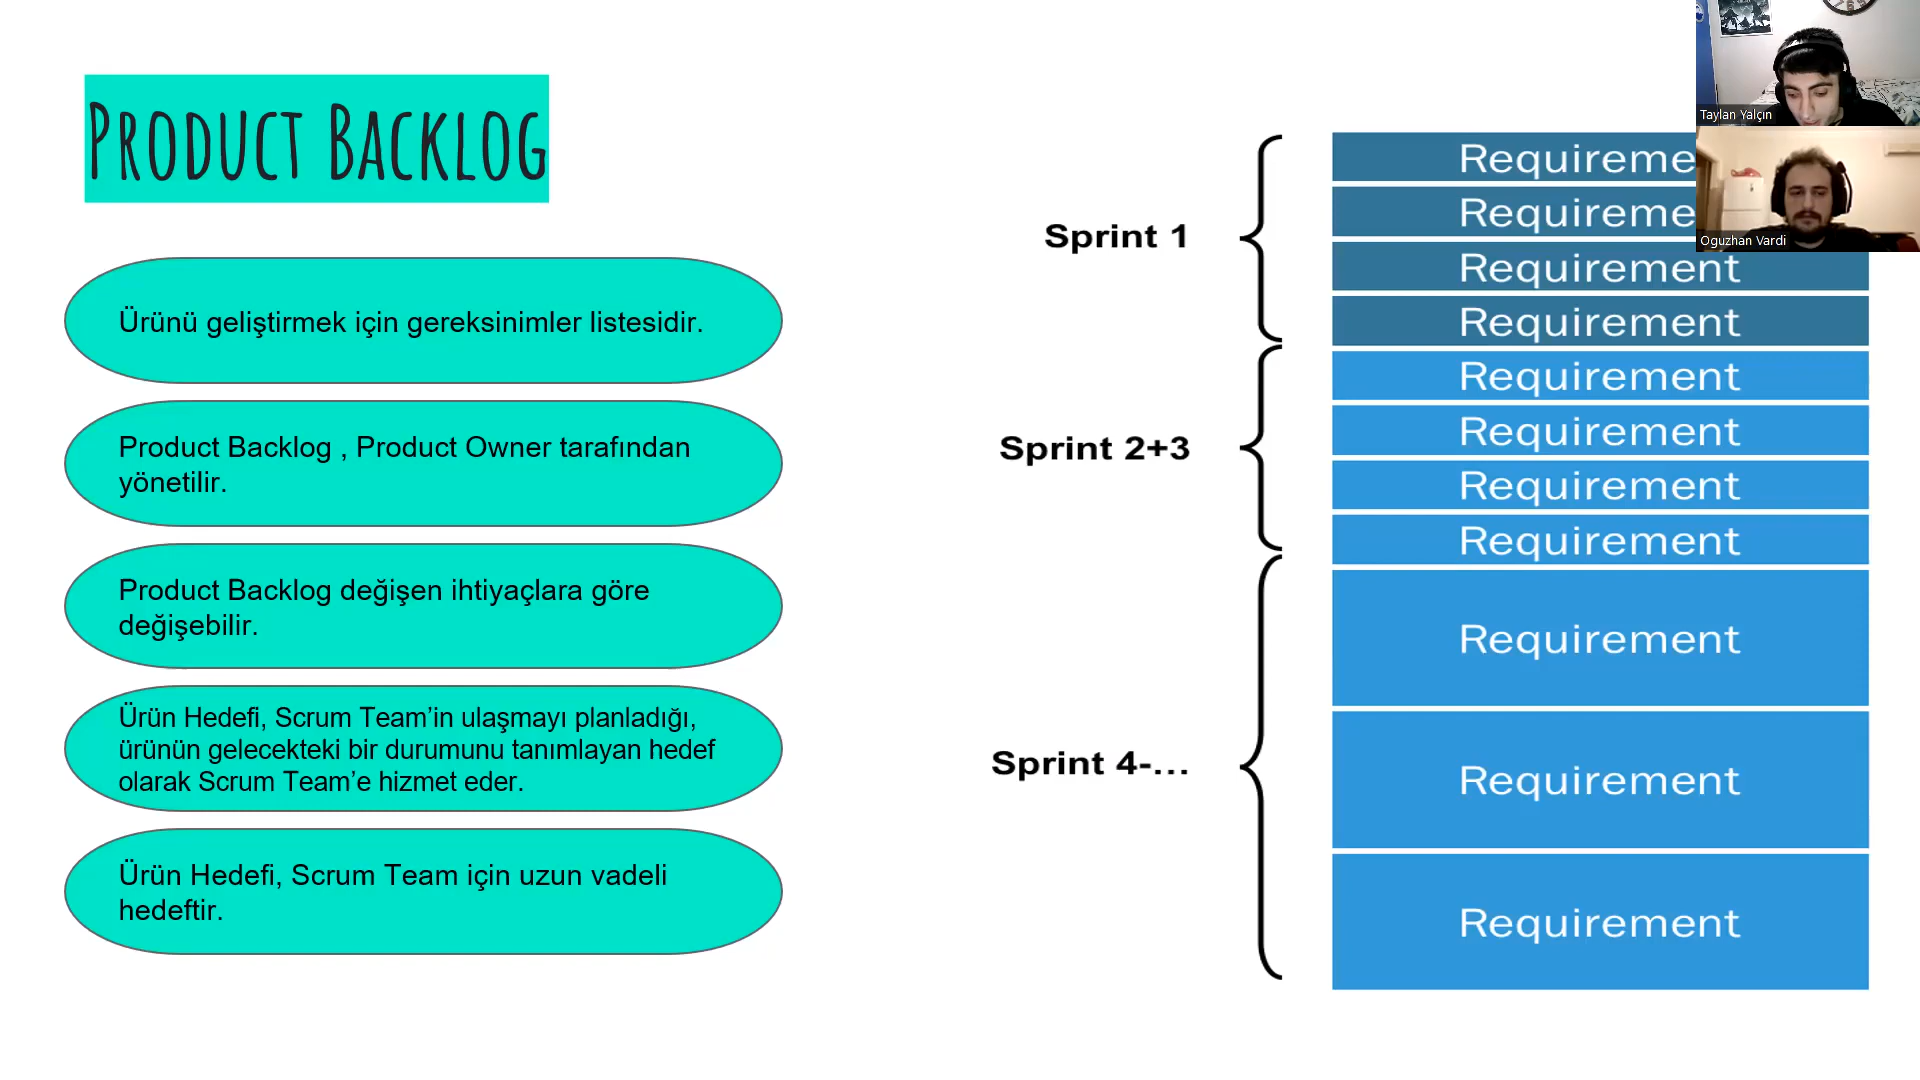 Product Backlog
Ürünü geliştirmek için gereksinimler listesidir.
Product Backlog , Product Owner tarafından
yönetilir.
Product Backlog değişen ihtiyaçlara göre
değişebilir.
Ürün Hedefi, Scrum Team’in ulaşmayı planladığı,
ürünün gelecekteki bir durumunu tanımlayan hedef
olarak Scrum Team’e hizmet eder.
Ürün Hedefi, Scrum Team için uzun vadeli
hedeftir.
Sprint 1
Sprint 2+3
Sprint 4-...
Requireme
Requireme
Requirement
Requirement
Requirement
Requirement
Requirement
Requirement
Requirement
Requirement
Requirement
Taylan Yalçın
Oguzhan Vardi